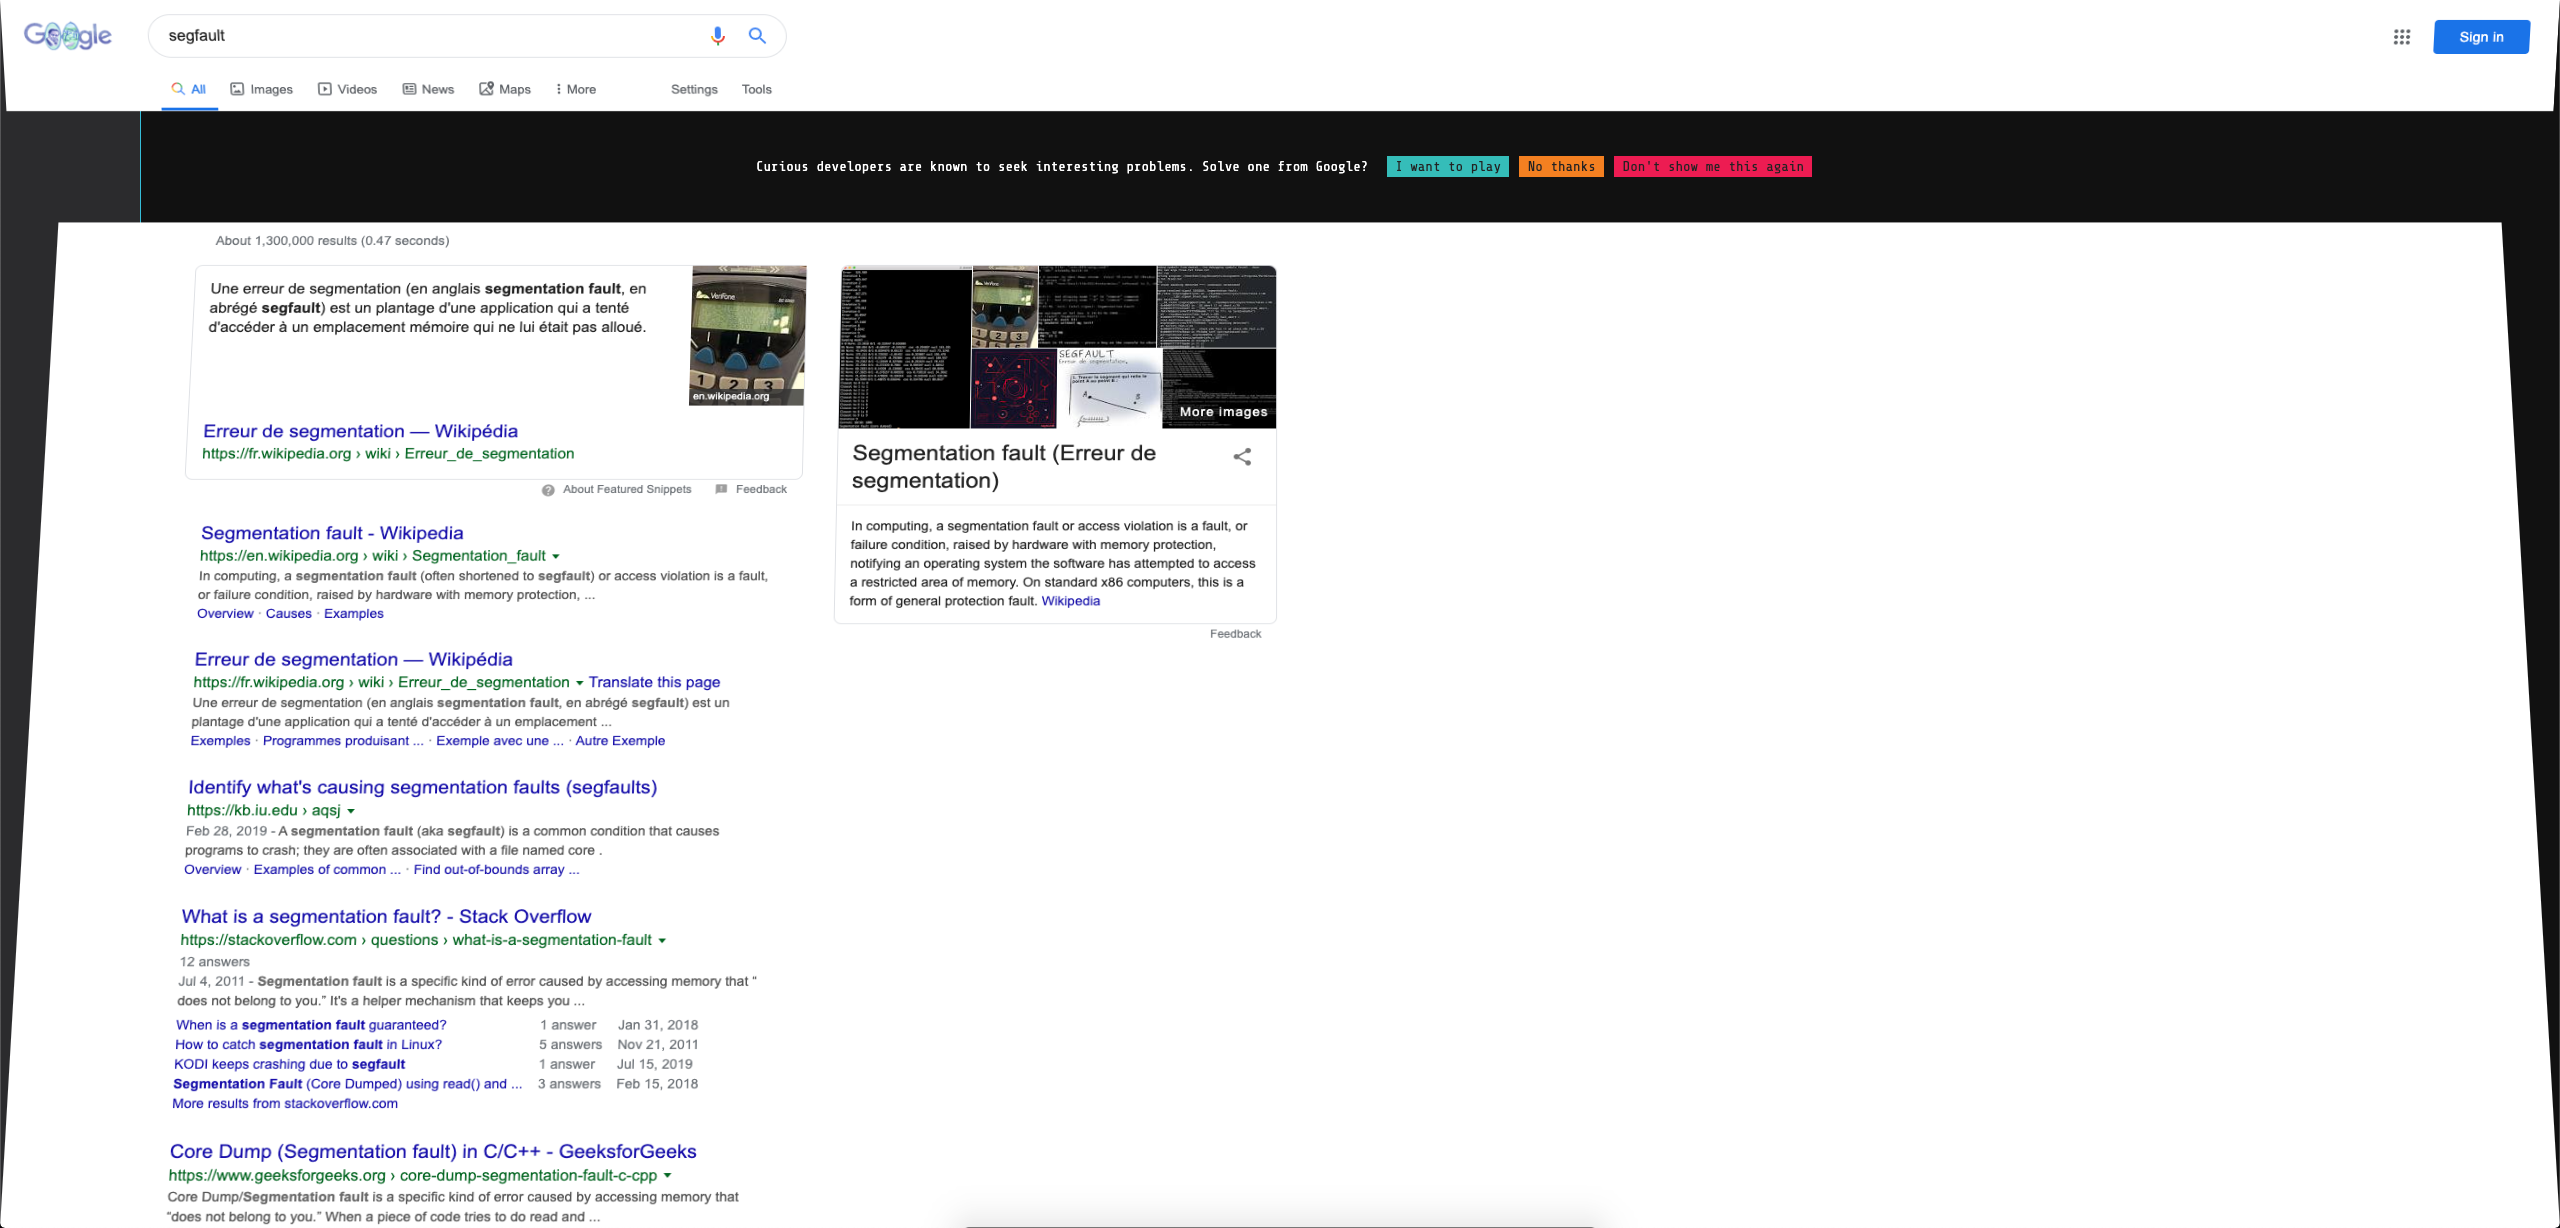 Google
segfault
Sign in
All Images Videos News Maps More Settings Tools
Curious developers are known to seek interesting problems. Solve one from Google? I want to play No thanks Don't show me this again
About 1,300,000 results (0.47 seconds)
Une erreur de segmentation (en anglais segmentation fault, en
abrégé segfault) est un plantage d'une application qui a tenté
d'accéder à un emplacement mémoire qui ne lui était pas alloué.
VeriFone
1 2 3
en.wikipedia.org
Erreur de segmentation — Wikipédia
https://fr.wikipedia.org › wiki › Erreur_de_segmentation
About Featured Snippets Feedback
Segmentation fault - Wikipedia
https://en.wikipedia.org › wiki › Segmentation_fault
In computing, a segmentation fault (often shortened to segfault) or access violation is a fault,
or failure condition, raised by hardware with memory protection, ...
Overview · Causes · Examples
Erreur de segmentation — Wikipédia
https://fr.wikipedia.org › wiki › Erreur_de_segmentation Translate this page
Une erreur de segmentation (en anglais segmentation fault, en abrégé segfault) est un
plantage d'une application qui a tenté d'accéder à un emplacement ...
Exemples · Programmes produisant ... · Exemple avec une ... · Autre Exemple
Identify what's causing segmentation faults (segfaults)
https://kb.iu.edu › aqsj
Feb 28, 2019 - A segmentation fault (aka segfault) is a common condition that causes
programs to crash; they are often associated with a file named core .
Overview · Examples of common ... · Find out-of-bounds array ...
What is a segmentation fault? - Stack Overflow
https://stackoverflow.com › questions › what-is-a-segmentation-fault
12 answers
Jul 4, 2011 - Segmentation fault is a specific kind of error caused by accessing memory that “
does not belong to you.” It's a helper mechanism that keeps you ...
When is a segmentation fault guaranteed? 1 answer Jan 31, 2018
How to catch segmentation fault in Linux? 5 answers Nov 21, 2011
KODI keeps crashing due to segfault 1 answer Jul 15, 2019
Segmentation Fault (Core Dumped) using read() and ... 3 answers Feb 15, 2018
More results from stackoverflow.com
Core Dump (Segmentation fault) in C/C++ - GeeksforGeeks
https://www.geeksforgeeks.org › core-dump-segmentation-fault-c-cpp
Core Dump/Segmentation fault is a specific kind of error caused by accessing memory that
“does not belong to you.” When a piece of code tries to do read and ...
SEGFAULT
Erreur de segmentation.
More images
Segmentation fault (Erreur de
segmentation)
In computing, a segmentation fault or access violation is a fault, or
failure condition, raised by hardware with memory protection,
notifying an operating system the software has attempted to access
a restricted area of memory. On standard x86 computers, this is a
form of general protection fault. Wikipedia
Feedback